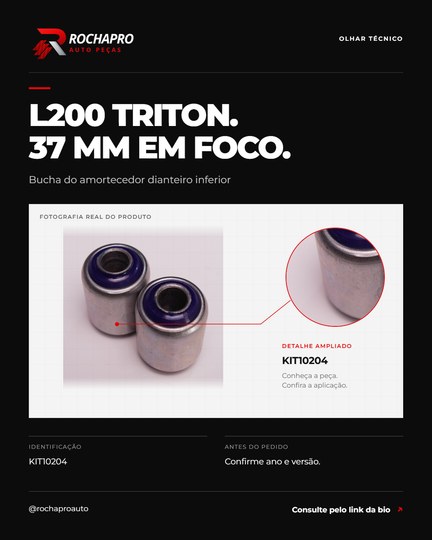 ROCHAPRO
AUTO PEÇAS
OLHAR TÉCNICO
L200 TRITON.
37 MM EM FOCO.
Bucha do amortecedor dianteiro inferior
FOTOGRAFIA REAL DO PRODUTO
DETALHE AMPLIADO
KIT10204
Conheça a peça.
Confira a aplicação.
IDENTIFICAÇÃO
KIT10204
ANTES DO PEDIDO
Confirme ano e versão.
@rochaproauto
Consulte pelo link da bio ↗